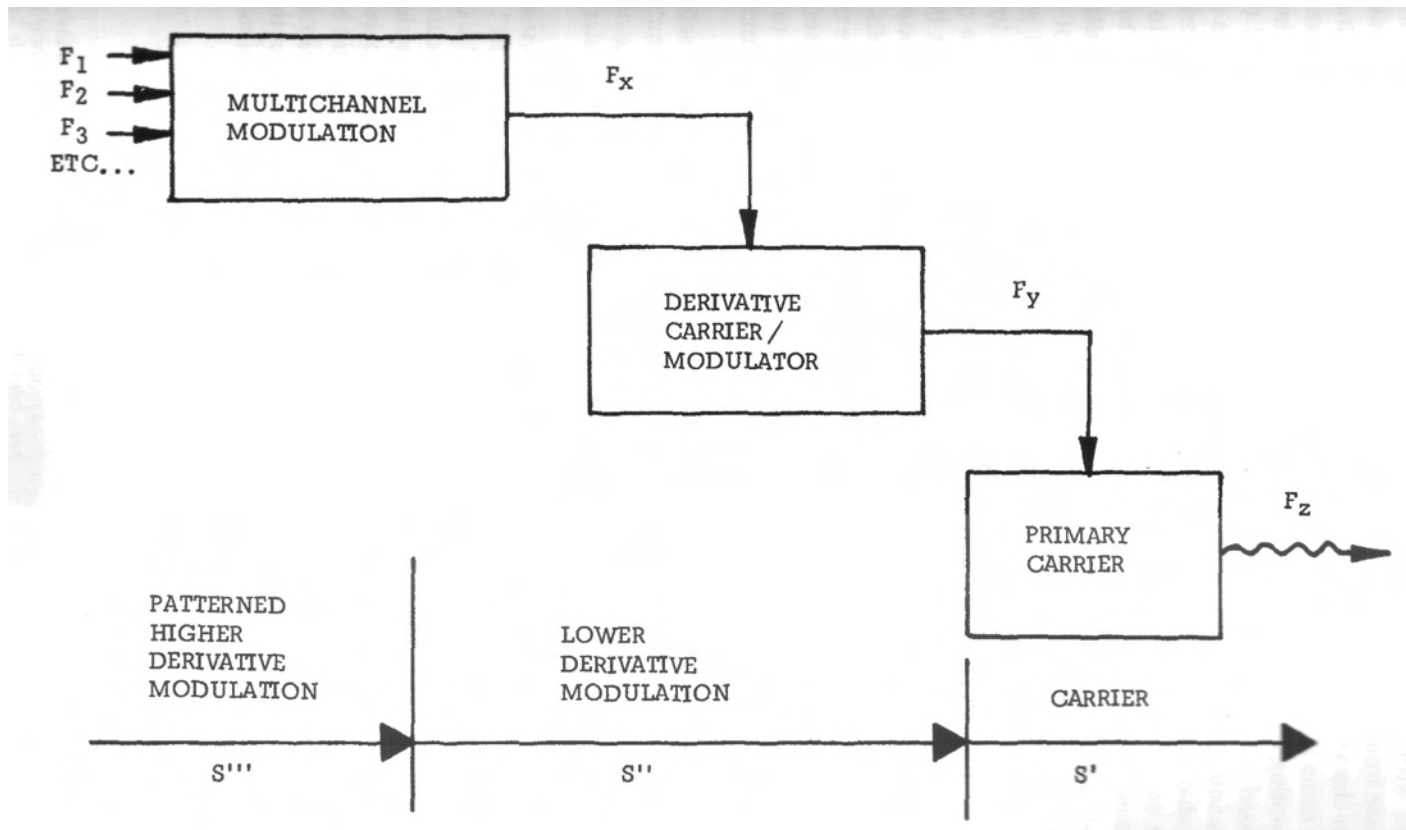 F1
F2
F3
ETC...
MULTICHANNEL
MODULATION
Fx
DERIVATIVE
CARRIER/
MODULATOR
Fy
PRIMARY
CARRIER
Fz
PATTERNED
HIGHER
DERIVATIVE
MODULATION
LOWER
DERIVATIVE
MODULATION
CARRIER
S'''
S''
S'